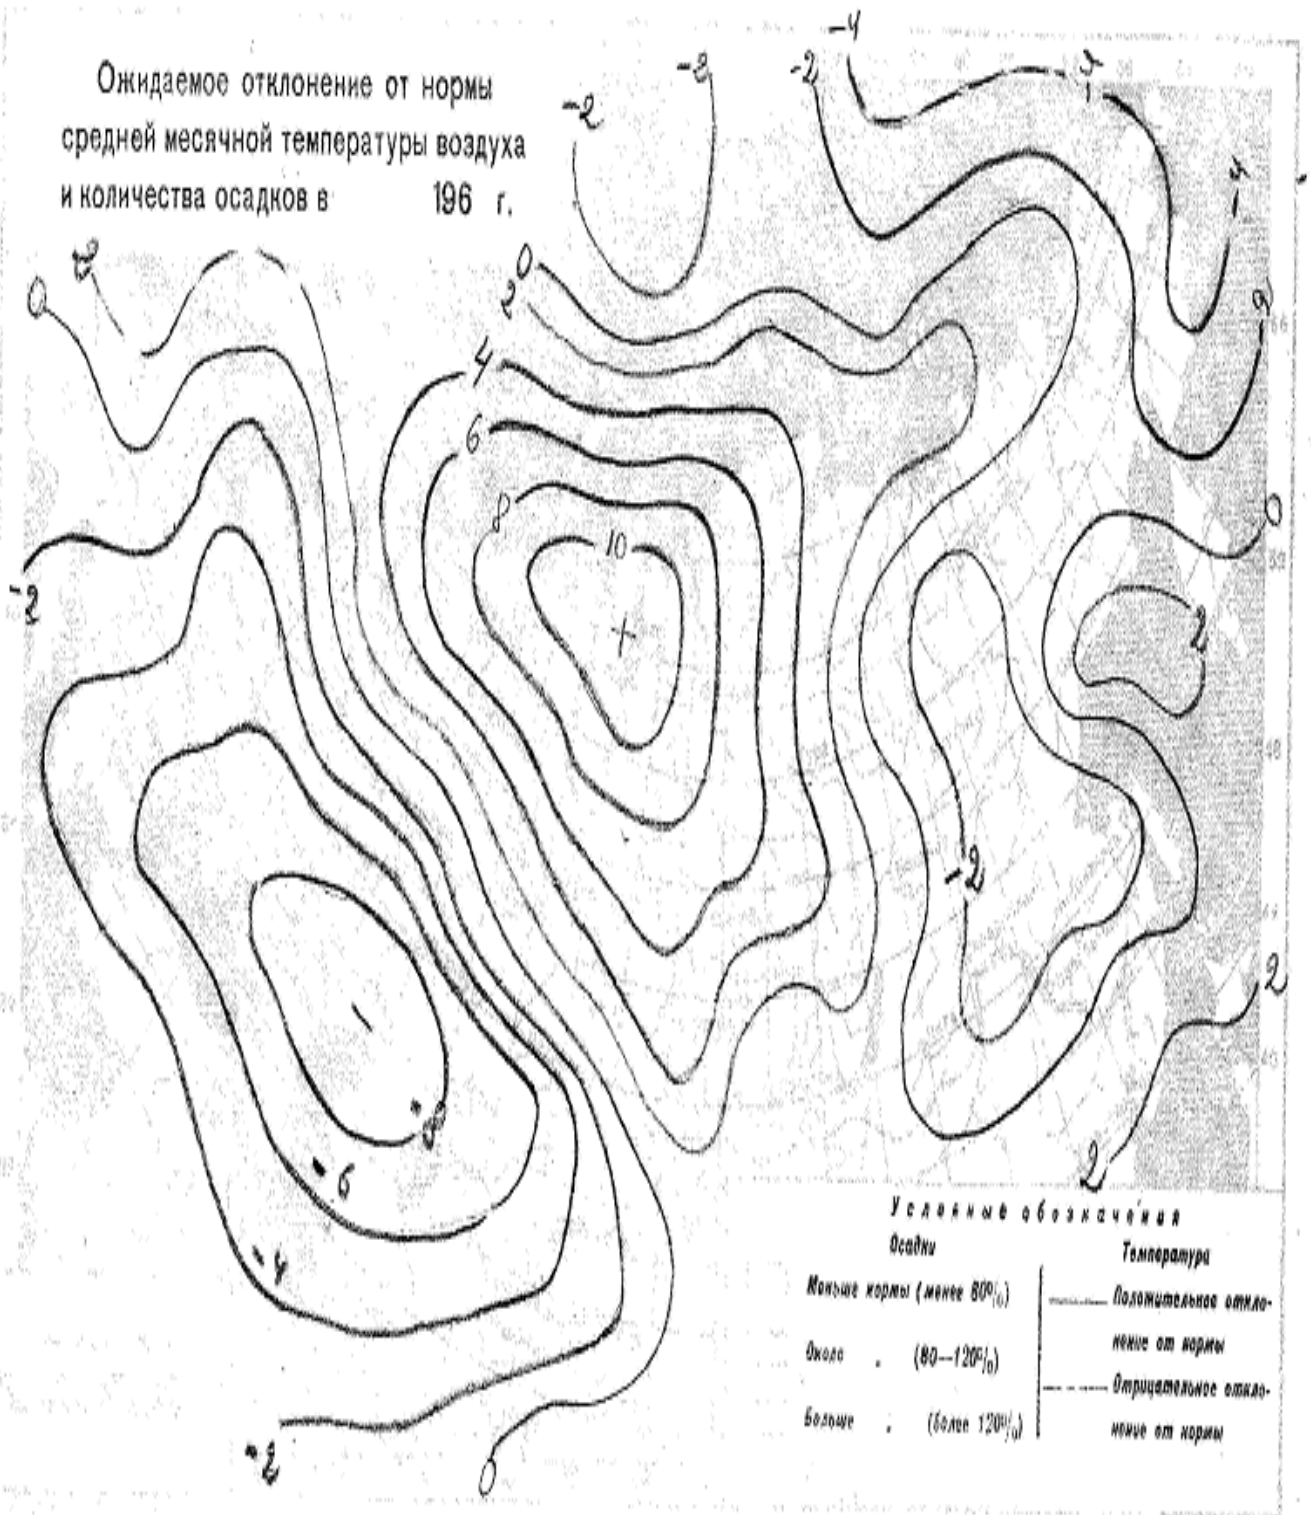 Ожидаемое отклонение от нормы
средней месячной температуры воздуха
и количества осадков в 196 г.
-4
-2
-2
-2
-4
-4
-2
0
2
0
2
4
6
8
10
0
-2
2
-2
2
2
-8
-6
-4
-2
0
Условные обозначения
Осадки
Температура
Меньше нормы (менее 80%)
Положительное откло-
нение от нормы
Около " (80—120%)
Отрицательное откло-
нение от нормы
Больше " (более 120%)